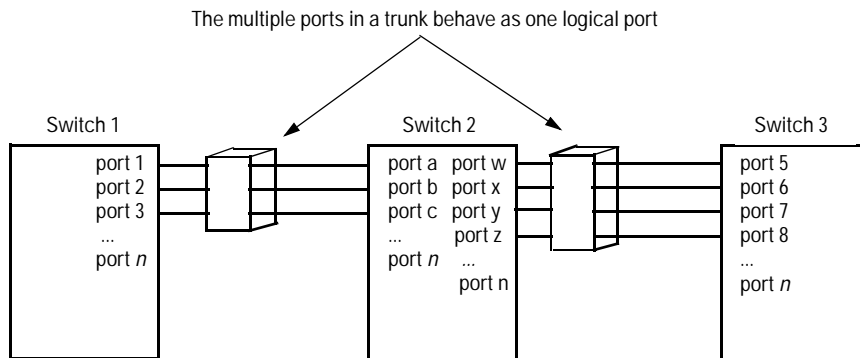 The multiple ports in a trunk behave as one logical port
Switch 1
Switch 2
Switch 3
port 1
port 2
port 3
...
port n
port a
port b
port c
...
port n
port w
port x
port y
port z
...
port n
port 5
port 6
port 7
port 8
...
port n